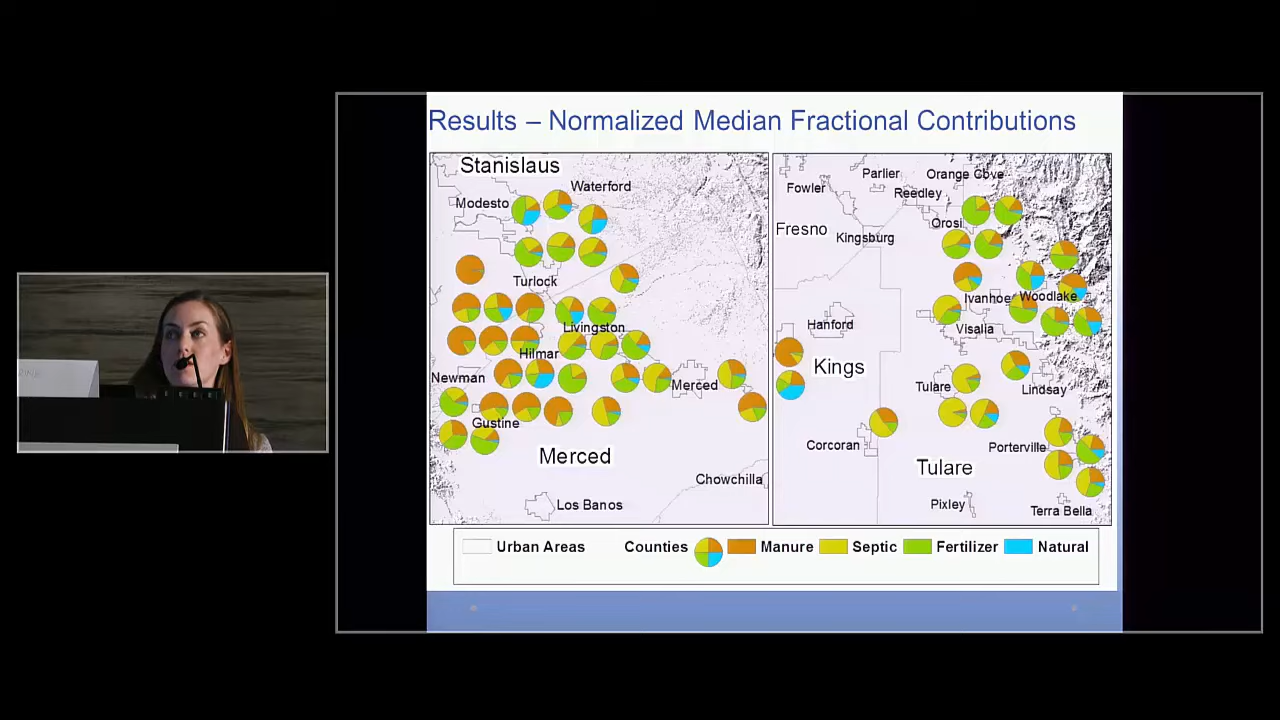 Results – Normalized Median Fractional Contributions
Stanislaus
Waterford
Modesto
Turlock
Livingston
Hilmar
Newman
Merced
Gustine
Merced
Chowchilla
Los Banos
Parlier
Orange Cove
Fowler
Reedley
Orosi
Fresno
Kingsburg
Ivanhoe
Woodlake
Hanford
Visalia
Kings
Tulare
Lindsay
Corcoran
Porterville
Tulare
Pixley
Terra Bella
Urban Areas
Counties
Manure
Septic
Fertilizer
Natural